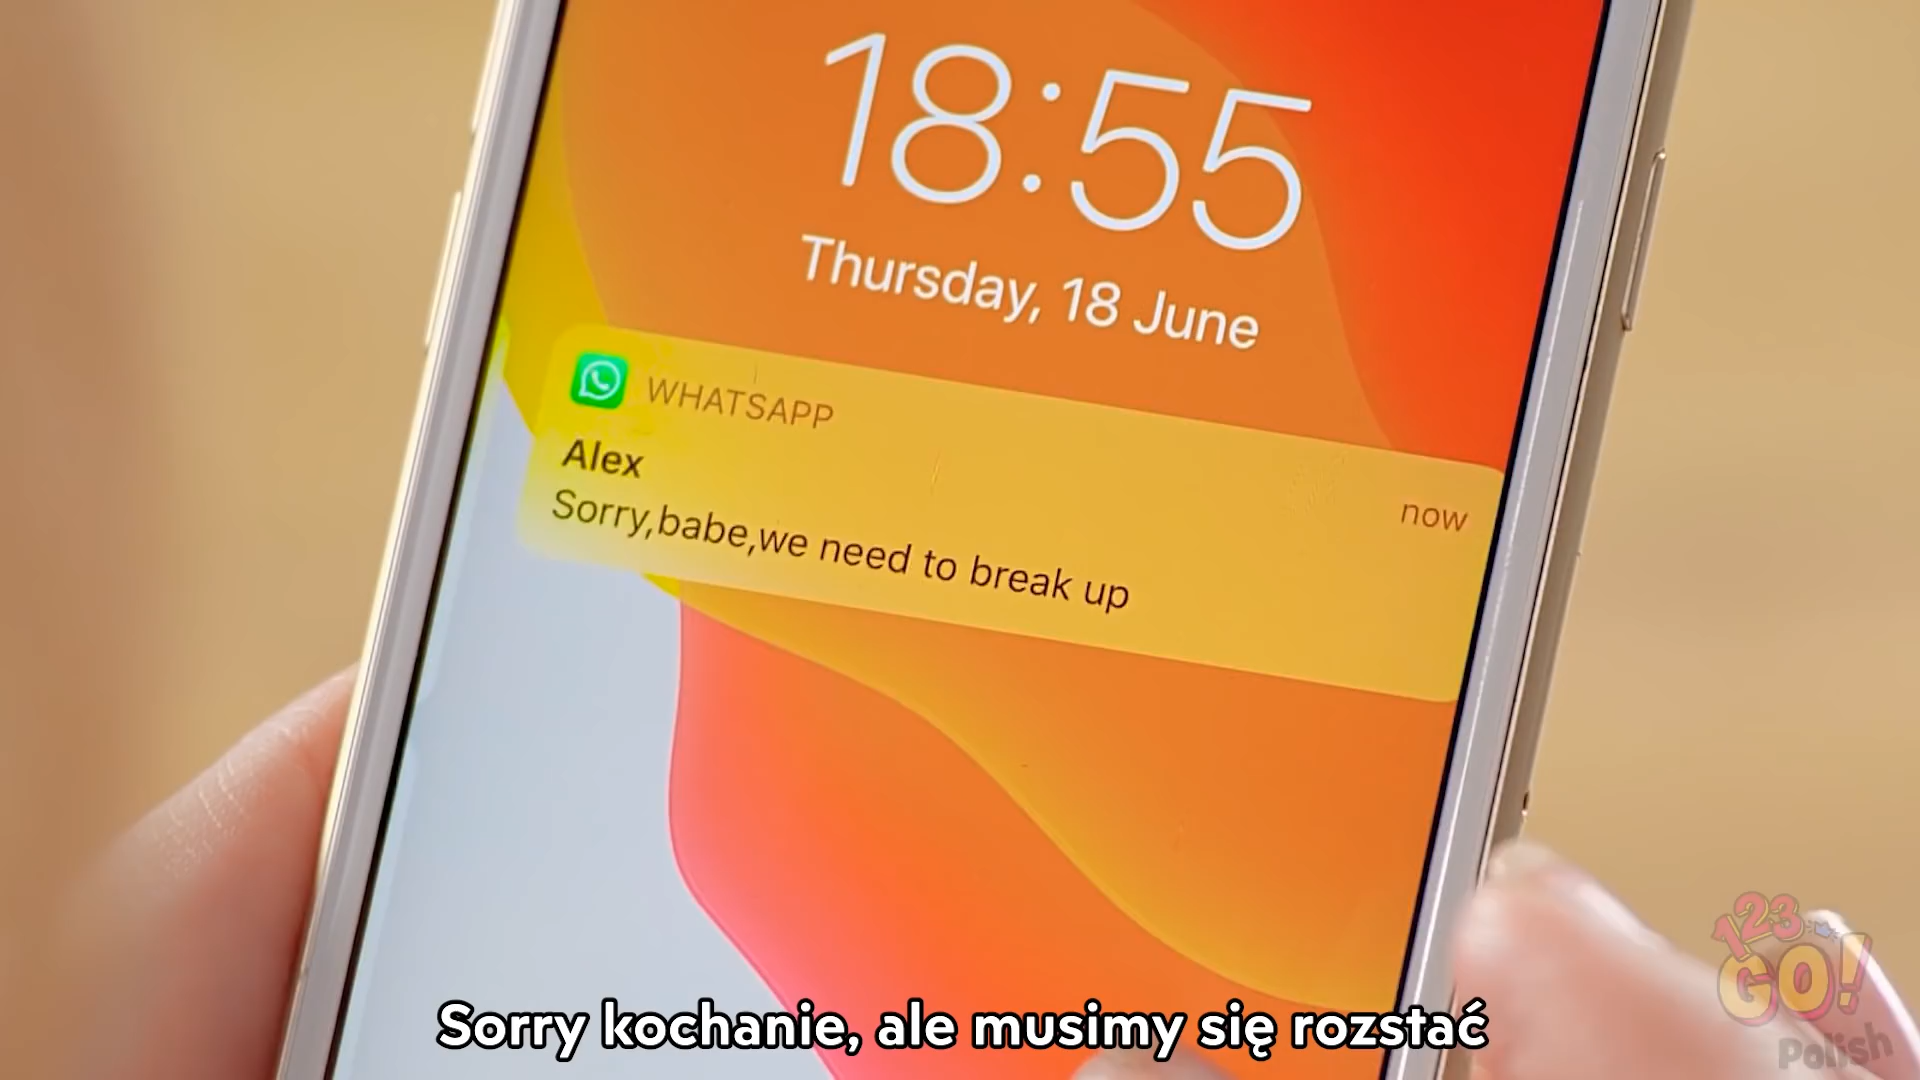 18:55
Thursday, 18 June
WHATSAPP
now
Alex
Sorry,babe,we need to break up
Sorry kochanie, ale musimy się rozstać
123
GO!
Polish